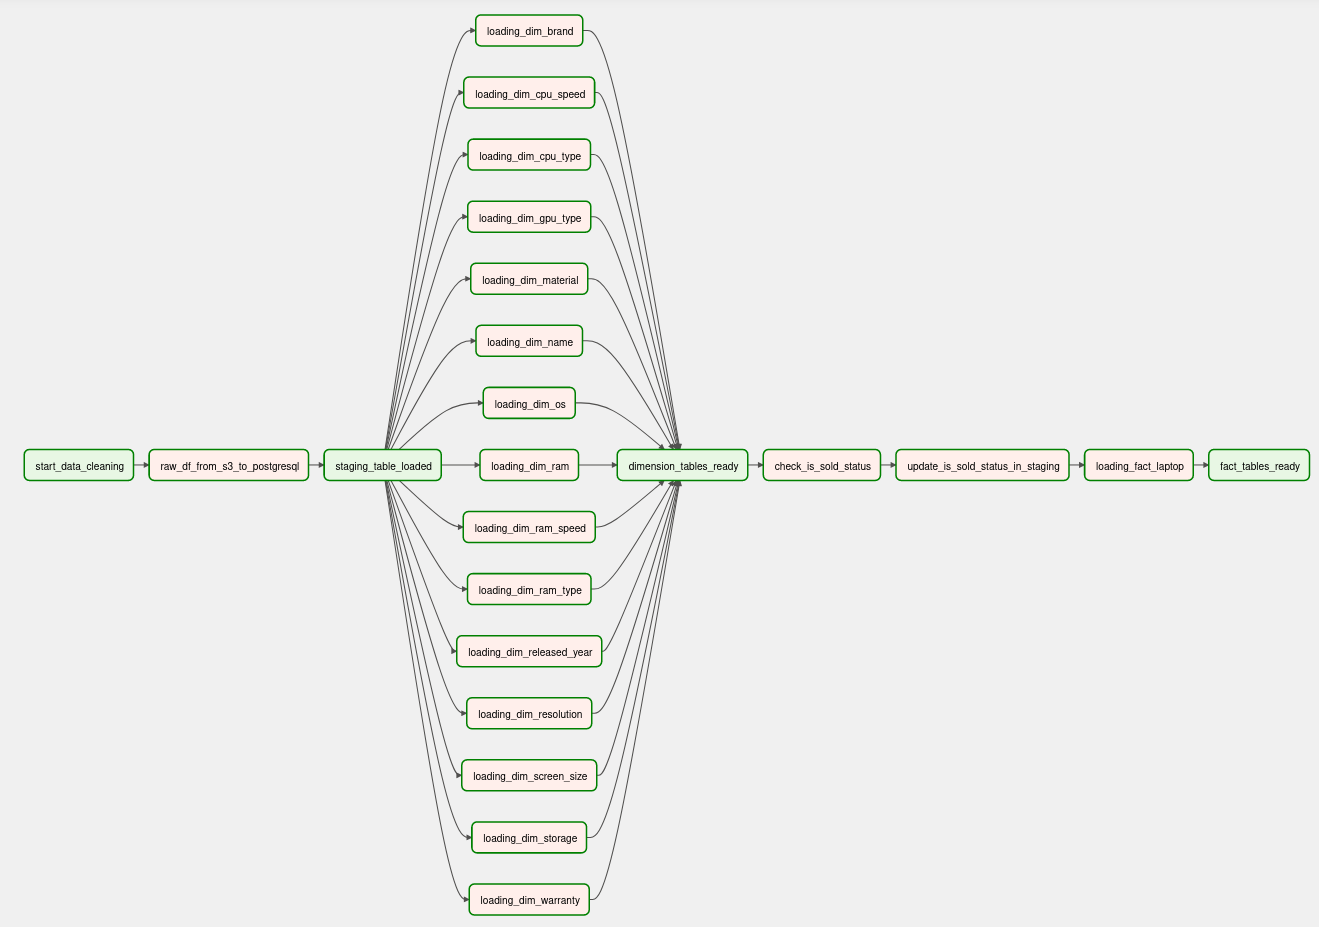 loading_dim_brand
loading_dim_cpu_speed
loading_dim_cpu_type
loading_dim_gpu_type
loading_dim_material
loading_dim_name
loading_dim_os
start_data_cleaning
raw_df_from_s3_to_postgresql
staging_table_loaded
loading_dim_ram
dimension_tables_ready
check_is_sold_status
update_is_sold_status_in_staging
loading_fact_laptop
fact_tables_ready
loading_dim_ram_speed
loading_dim_ram_type
loading_dim_released_year
loading_dim_resolution
loading_dim_screen_size
loading_dim_storage
loading_dim_warranty